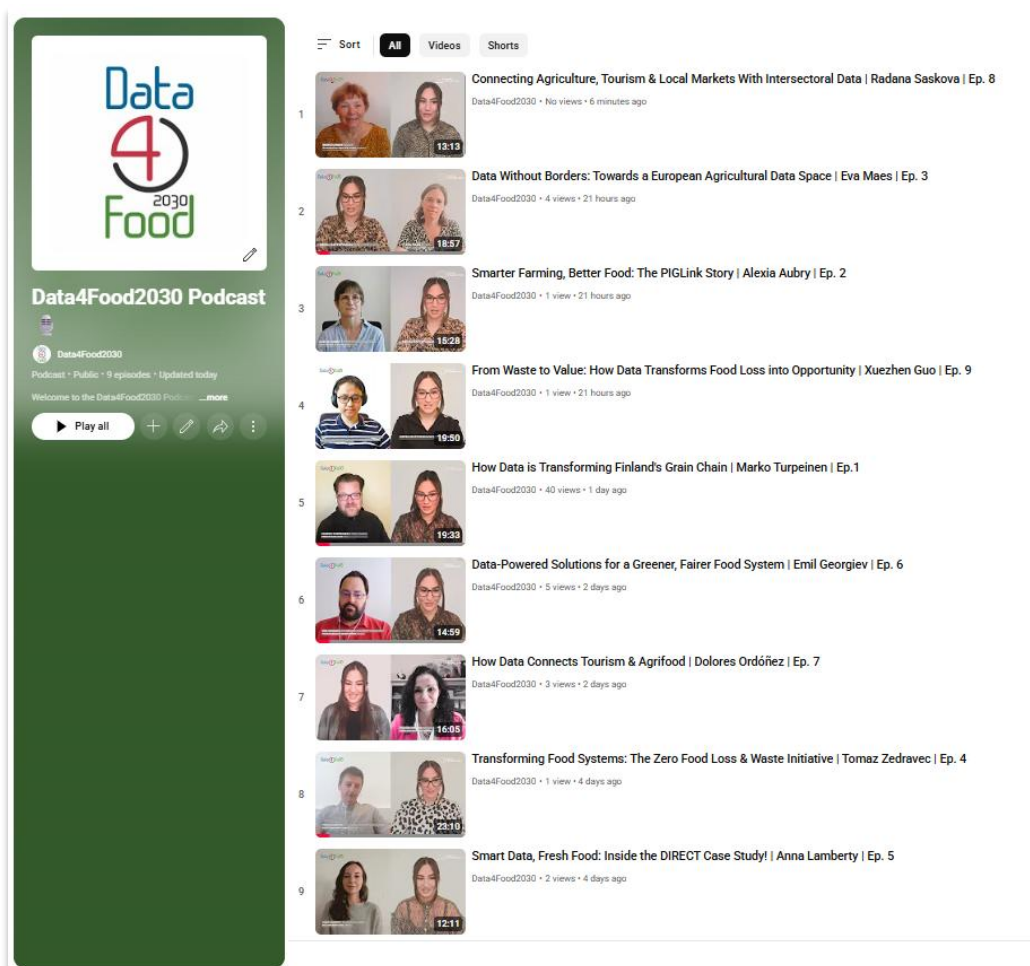 Data
4
2030
Food
Data4Food2030 Podcast
Data4Food2030
Podcast • Public • 9 episodes • Updated today
Welcome to the Data4Food2030 ...more
Play all
Sort
All
Videos
Shorts
1
13:13
Connecting Agriculture, Tourism & Local Markets With Intersectoral Data | Radana Saskova | Ep. 8
Data4Food2030 • No views • 6 minutes ago
2
18:57
Data Without Borders: Towards a European Agricultural Data Space | Eva Maes | Ep. 3
Data4Food2030 • 4 views • 21 hours ago
3
15:28
Smarter Farming, Better Food: The PIGLink Story | Alexia Aubry | Ep. 2
Data4Food2030 • 1 view • 21 hours ago
4
19:50
From Waste to Value: How Data Transforms Food Loss into Opportunity | Xuezhen Guo | Ep. 9
Data4Food2030 • 1 view • 21 hours ago
5
19:33
How Data is Transforming Finland's Grain Chain | Marko Turpeinen | Ep.1
Data4Food2030 • 40 views • 1 day ago
6
14:59
Data-Powered Solutions for a Greener, Fairer Food System | Emil Georgiev | Ep. 6
Data4Food2030 • 5 views • 2 days ago
7
16:05
How Data Connects Tourism & Agrifood | Dolores Ordóñez | Ep. 7
Data4Food2030 • 3 views • 2 days ago
8
23:10
Transforming Food Systems: The Zero Food Loss & Waste Initiative | Tomaz Zedravec | Ep. 4
Data4Food2030 • 1 view • 4 days ago
9
12:11
Smart Data, Fresh Food: Inside the DIRECT Case Study! | Anna Lamberty | Ep. 5
Data4Food2030 • 2 views • 4 days ago